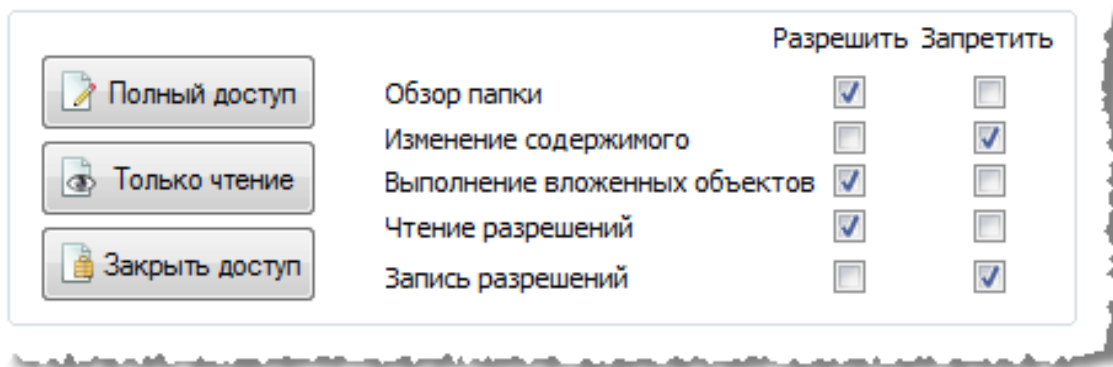 Разрешить Запретить
Полный доступ
Обзор папки
Изменение содержимого
Только чтение
Выполнение вложенных объектов
Чтение разрешений
Закрыть доступ
Запись разрешений